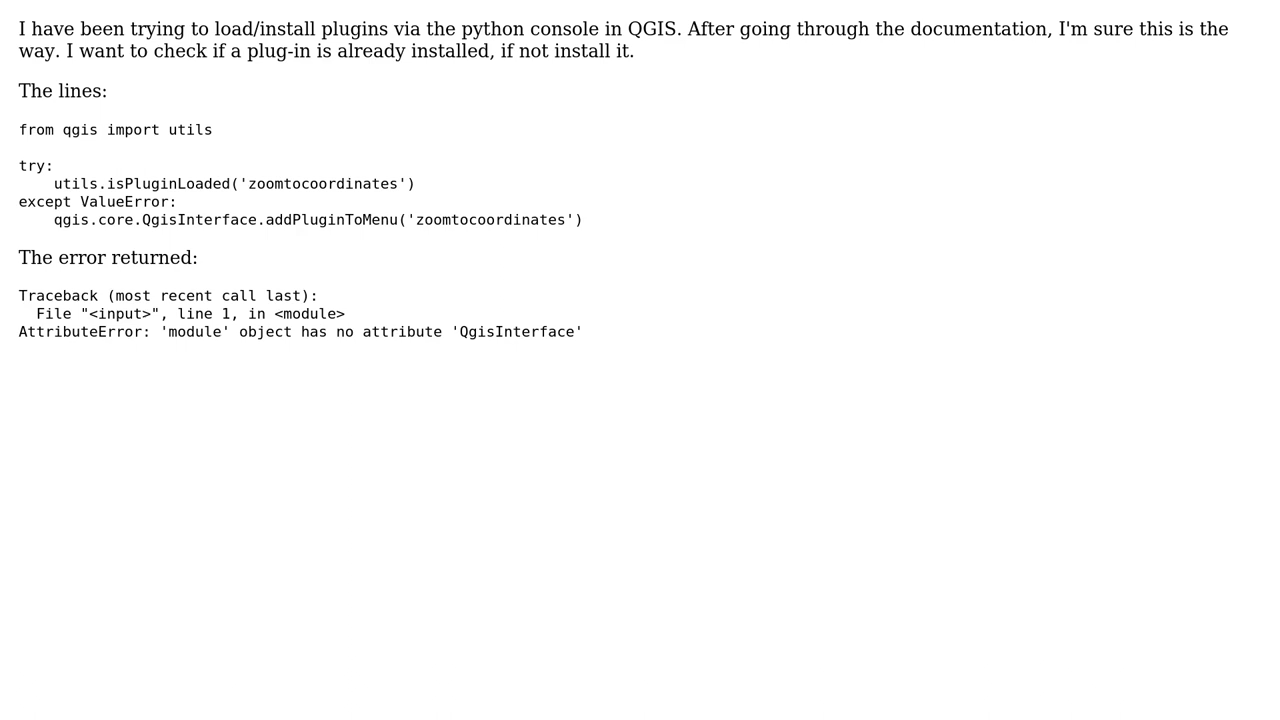 I have been trying to load/install plugins via the python console in QGIS. After going through the documentation, I'm sure this is the
way. I want to check if a plug-in is already installed, if not install it.
The lines:
from qgis import utils
try:
    utils.isPluginLoaded('zoomtocoordinates')
except ValueError:
    qgis.core.QgisInterface.addPluginToMenu('zoomtocoordinates')
The error returned:
Traceback (most recent call last):
  File "<input>", line 1, in <module>
AttributeError: 'module' object has no attribute 'QgisInterface'